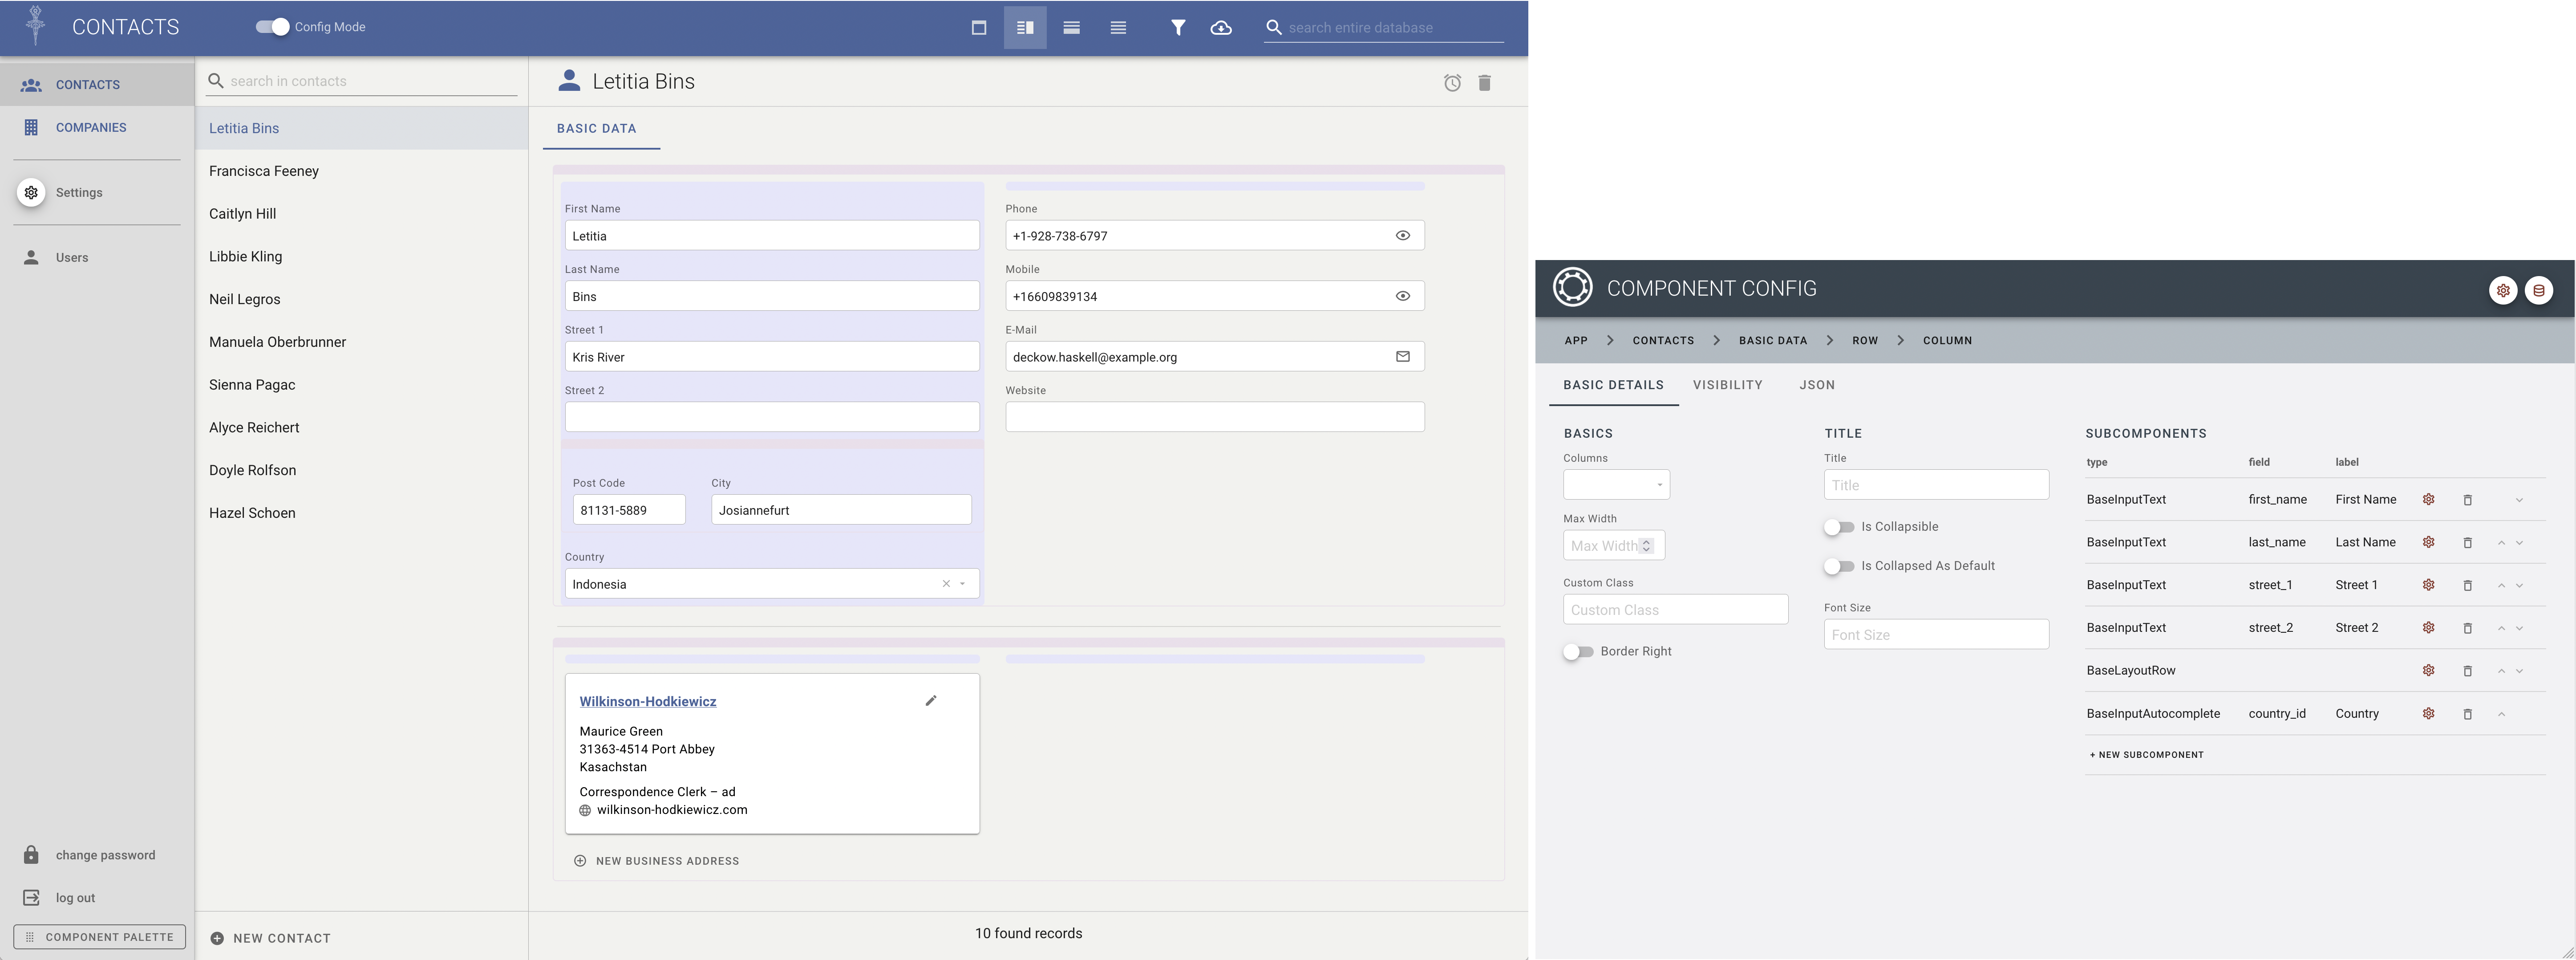 CONTACTS
Config Mode
search entire database
CONTACTS
COMPANIES
Settings
Users
change password
log out
COMPONENT PALETTE
search in contacts
Letitia Bins
Francisca Feeney
Caitlyn Hill
Libbie Kling
Neil Legros
Manuela Oberbrunner
Sienna Pagac
Alyce Reichert
Doyle Rolfson
Hazel Schoen
NEW CONTACT
Letitia Bins
BASIC DATA
First Name
Letitia
Last Name
Bins
Street 1
Kris River
Street 2
Post Code City
81131-5889 Josiannefurt
Country
Indonesia
Phone
+1-928-738-6797
Mobile
+16609839134
E-Mail
deckow.haskell@example.org
Website
Wilkinson-Hodkiewicz
Maurice Green
31363-4514 Port Abbey
Kasachstan
Correspondence Clerk – ad
wilkinson-hodkiewicz.com
NEW BUSINESS ADDRESS
10 found records
COMPONENT CONFIG
APP CONTACTS BASIC DATA ROW COLUMN
BASIC DETAILS VISIBILITY JSON
BASICS
Columns
Max Width
Max Width
Custom Class
Custom Class
Border Right
TITLE
Title
Title
Is Collapsible
Is Collapsed As Default
Font Size
Font Size
SUBCOMPONENTS
type field label
BaseInputText first_name First Name
BaseInputText last_name Last Name
BaseInputText street_1 Street 1
BaseInputText street_2 Street 2
BaseLayoutRow
BaseInputAutocomplete country_id Country
+ NEW SUBCOMPONENT